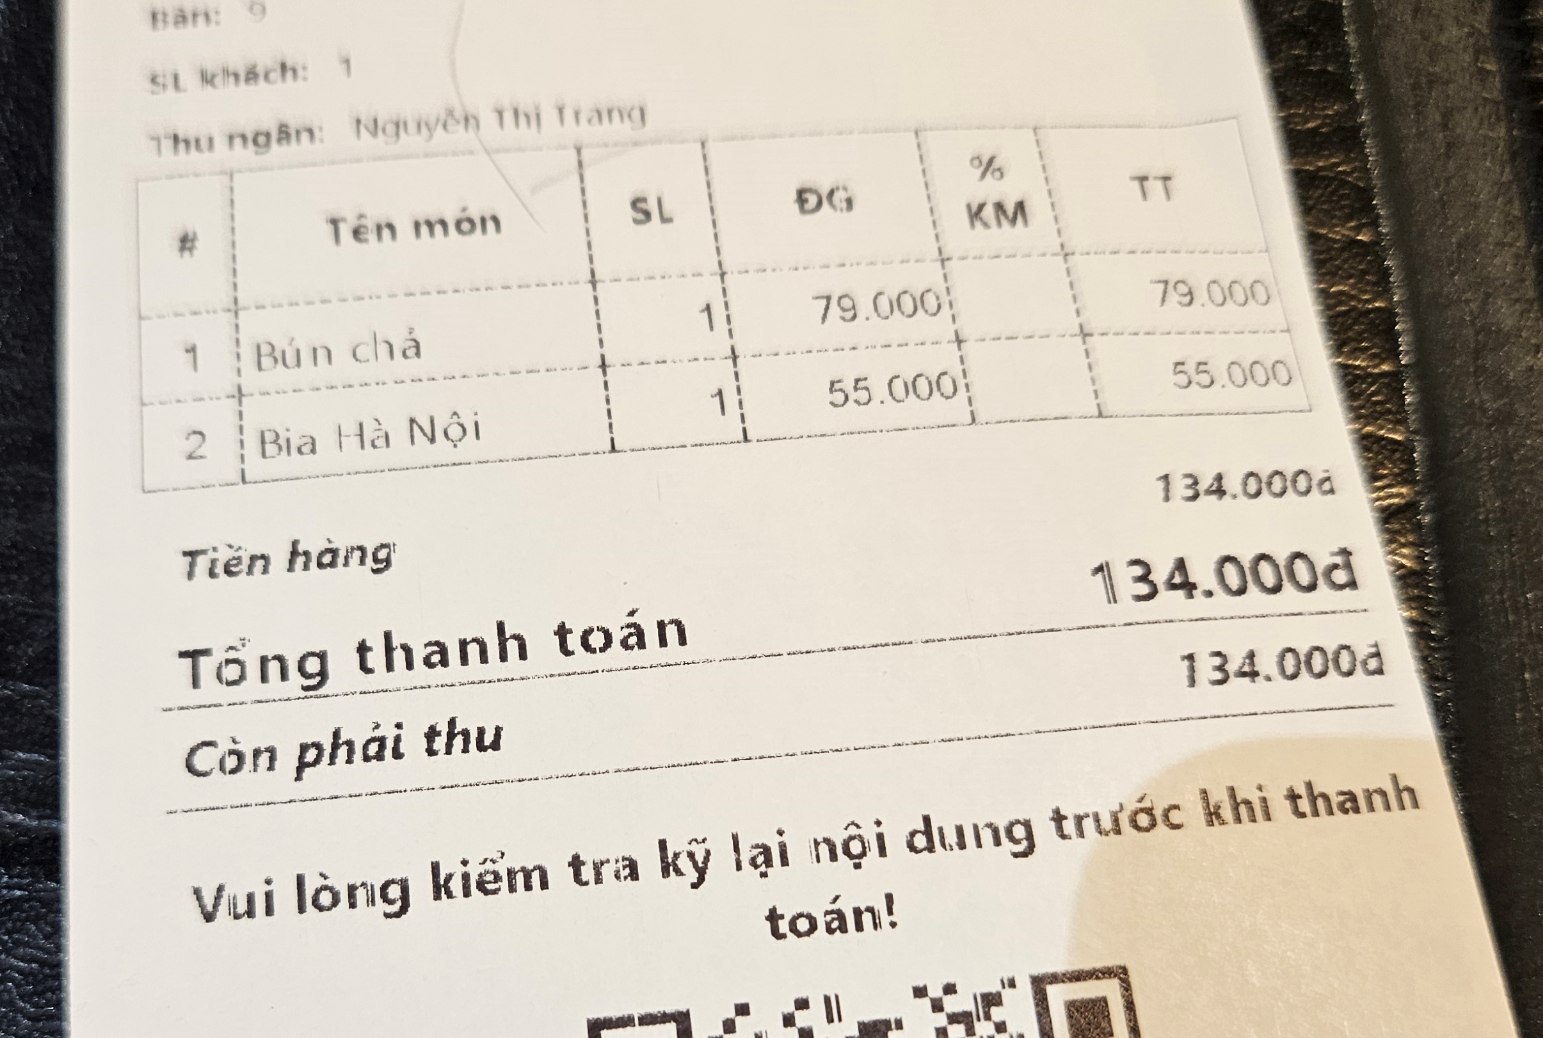 Bàn: 9
SL khách: 1
Thu ngân: Nguyễn Thị Trang
# Tên món SL ĐG % KM TT
1 Bún chả 1 79.000 79.000
2 Bia Hà Nội 1 55.000 55.000
Tiền hàng 134.000đ
Tổng thanh toán 134.000đ
Còn phải thu 134.000đ
Vui lòng kiểm tra kỹ lại nội dung trước khi thanh
toán!